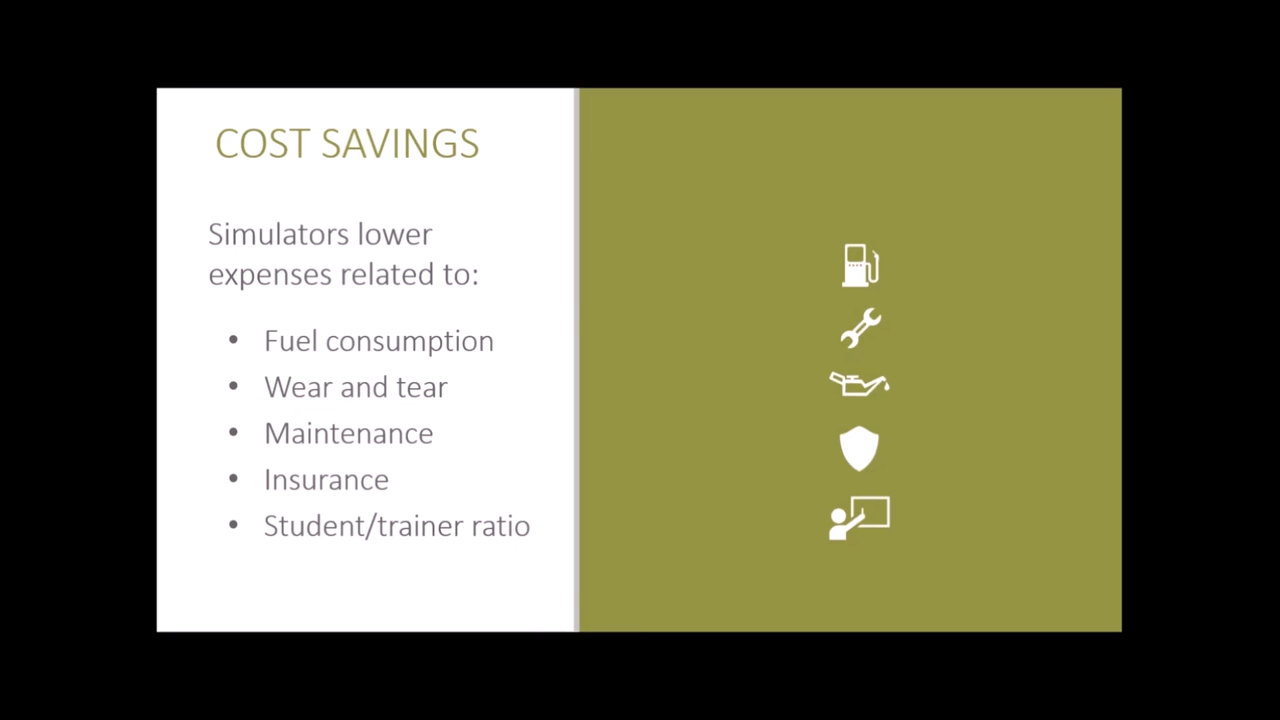 COST SAVINGS
Simulators lower
expenses related to:
• Fuel consumption
• Wear and tear
• Maintenance
• Insurance
• Student/trainer ratio